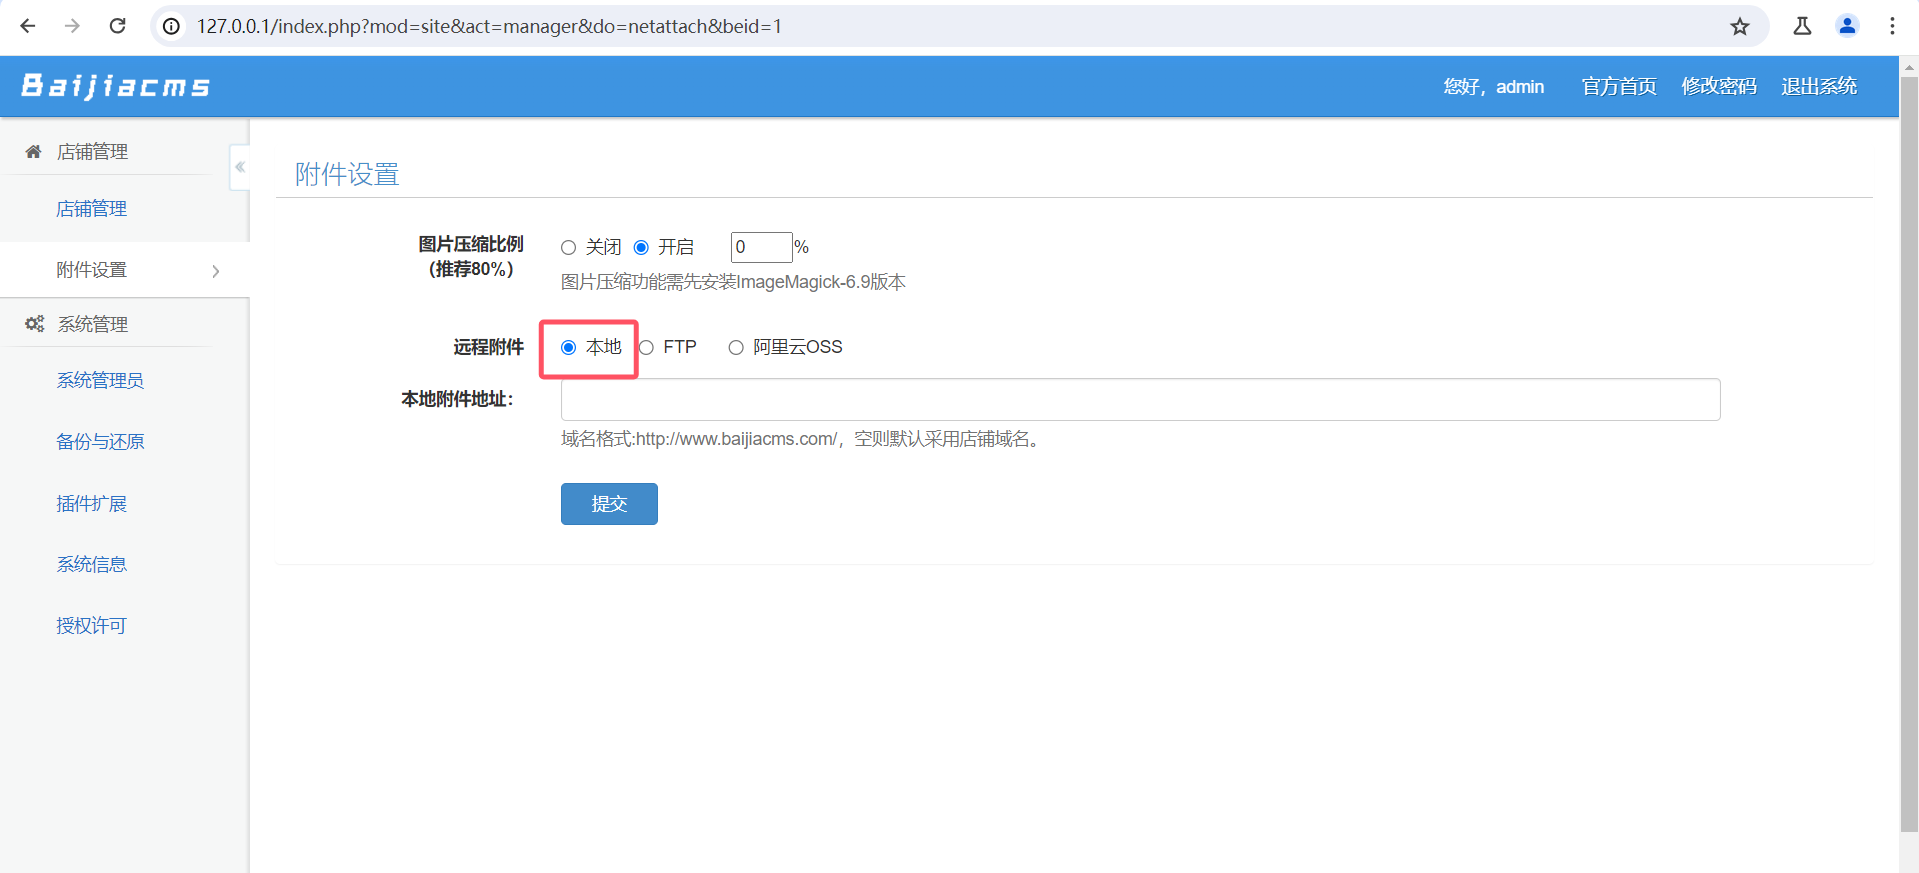 127.0.0.1/index.php?mod=site&act=manager&do=netattach&beid=1
Baijiacms
您好，admin 官方首页 修改密码 退出系统
店铺管理
店铺管理
附件设置
系统管理
系统管理员
备份与还原
插件扩展
系统信息
授权许可
附件设置
图片压缩比例
（推荐80%） 关闭 开启 0 %
图片压缩功能需先安装ImageMagick-6.9版本
远程附件 本地 FTP 阿里云OSS
本地附件地址：
域名格式:http://www.baijiacms.com/，空则默认采用店铺域名。
提交